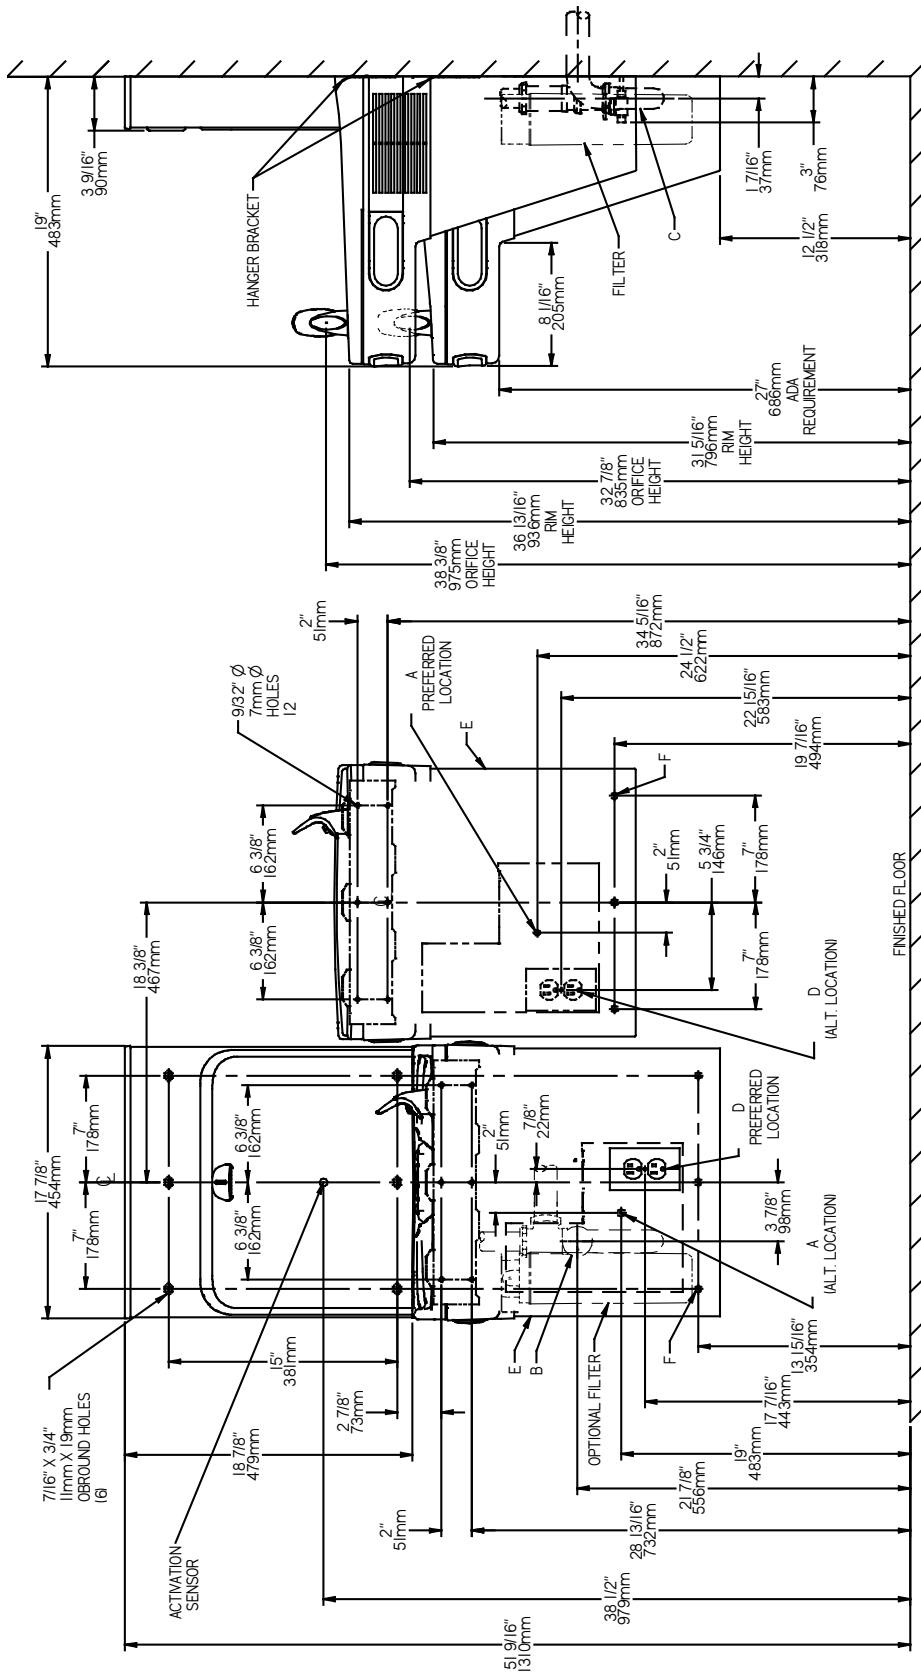 7/16" X 3/4"
11mm X 19mm
OBROUND HOLES
(6)
ACTIVATION
SENSOR
17 7/8"
454mm
7"
178mm
7"
178mm
℄
6 3/8"
162mm
6 3/8"
162mm
15"
381mm
18 7/8"
479mm
2 7/8"
73mm
2"
51mm
2"
51mm
7/8"
22mm
E
B
OPTIONAL FILTER
F
D
PREFERRED
LOCATION
3 7/8"
98mm
A
(ALT. LOCATION)
13 15/16"
354mm
17 7/16"
443mm
19"
483mm
21 7/8"
556mm
28 13/16"
732mm
38 1/2"
979mm
51 9/16"
1310mm
18 3/8"
467mm
6 3/8"
162mm
6 3/8"
162mm
℄
9/32" Ø
7mm Ø
HOLES
12
2"
51mm
A
PREFERRED
LOCATION
E
F
34 5/16"
872mm
24 1/2"
622mm
22 15/16"
583mm
19 7/16"
494mm
2"
51mm
5 3/4"
146mm
7"
178mm
7"
178mm
D
(ALT. LOCATION)
FINISHED FLOOR
19"
483mm
3 9/16"
90mm
HANGER BRACKET
8 1/16"
205mm
FILTER
C
1 7/16"
37mm
3"
76mm
12 1/2"
318mm
27"
686mm
ADA
REQUIREMENT
31 5/16"
796mm
RIM
HEIGHT
32 7/8"
835mm
ORIFICE
HEIGHT
36 13/16"
936mm
RIM
HEIGHT
38 3/8"
975mm
ORIFICE
HEIGHT